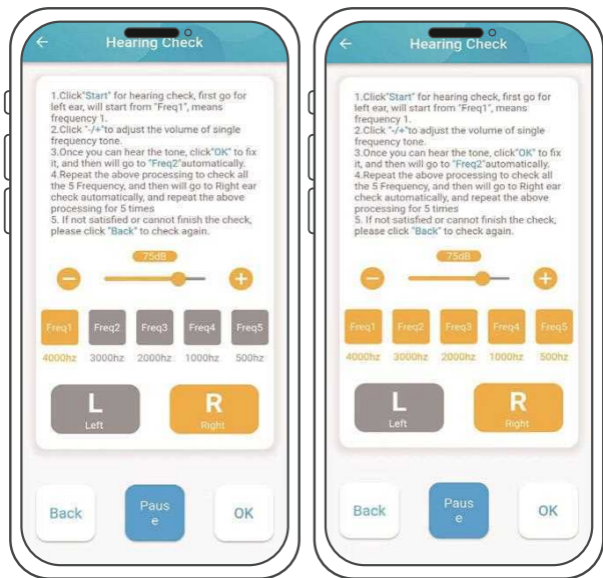 Hearing Check
1.Click"Start" for hearing check, first go for
left ear, will start from "Freq1", means
frequency 1.
2.Click "-/+"to adjust the volume of single
frequency tone.
3.Once you can hear the tone, click"OK" to fix
it, and then will go to "Freq2"automatically.
4.Repeat the above processing to check all
the 5 Frequency, and then will go to Right ear
check automatically, and repeat the above
processing for 5 times
5. If not satisfied or cannot finish the check,
please click "Back" to check again.
75dB
Freq1 Freq2 Freq3 Freq4 Freq5
4000hz 3000hz 2000hz 1000hz 500hz
L R
Left Right
Back Paus OK
e
Hearing Check
1.Click"Start" for hearing check, first go for
left ear, will start from "Freq1", means
frequency 1.
2.Click "-/+"to adjust the volume of single
frequency tone.
3.Once you can hear the tone, click"OK" to fix
it, and then will go to "Freq2"automatically.
4.Repeat the above processing to check all
the 5 Frequency, and then will go to Right ear
check automatically, and repeat the above
processing for 5 times
5. If not satisfied or cannot finish the check,
please click "Back" to check again.
75dB
Freq1 Freq2 Freq3 Freq4 Freq5
4000hz 3000hz 2000hz 1000hz 500hz
L R
Left Right
Back Paus OK
e